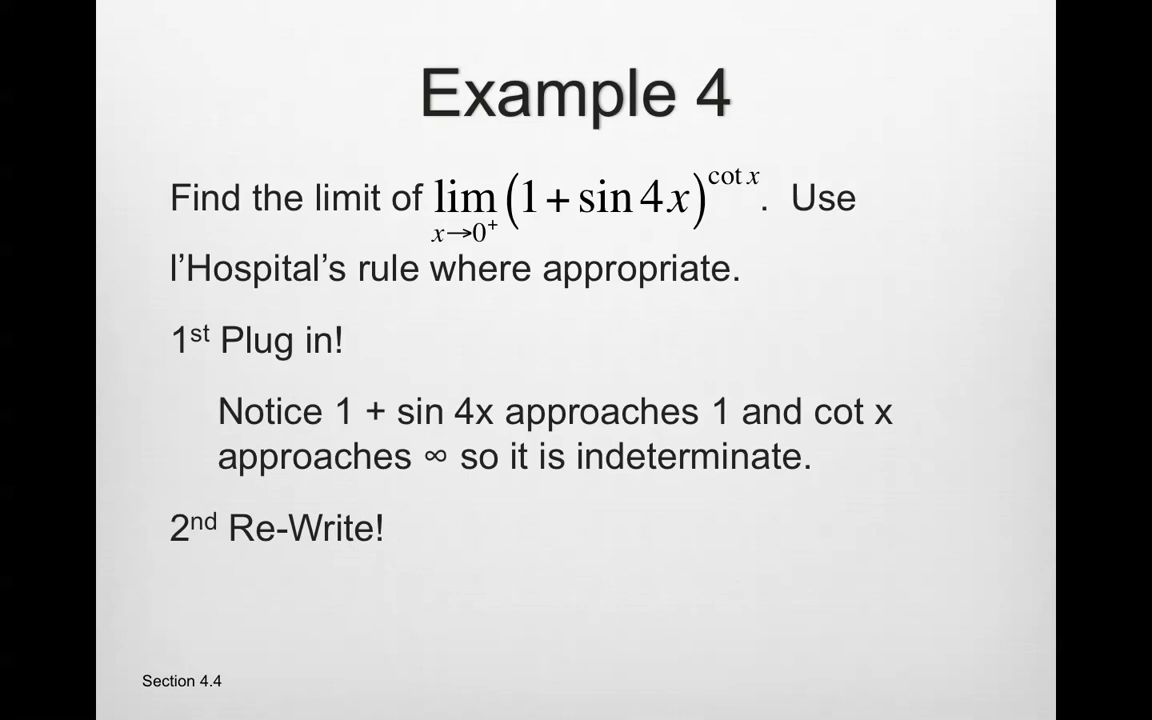 Example 4
Find the limit of lim x→0⁺ (1 + sin 4x)^cot x. Use
l’Hospital’s rule where appropriate.
1st Plug in!
Notice 1 + sin 4x approaches 1 and cot x
approaches ∞ so it is indeterminate.
2nd Re-Write!
Section 4.4